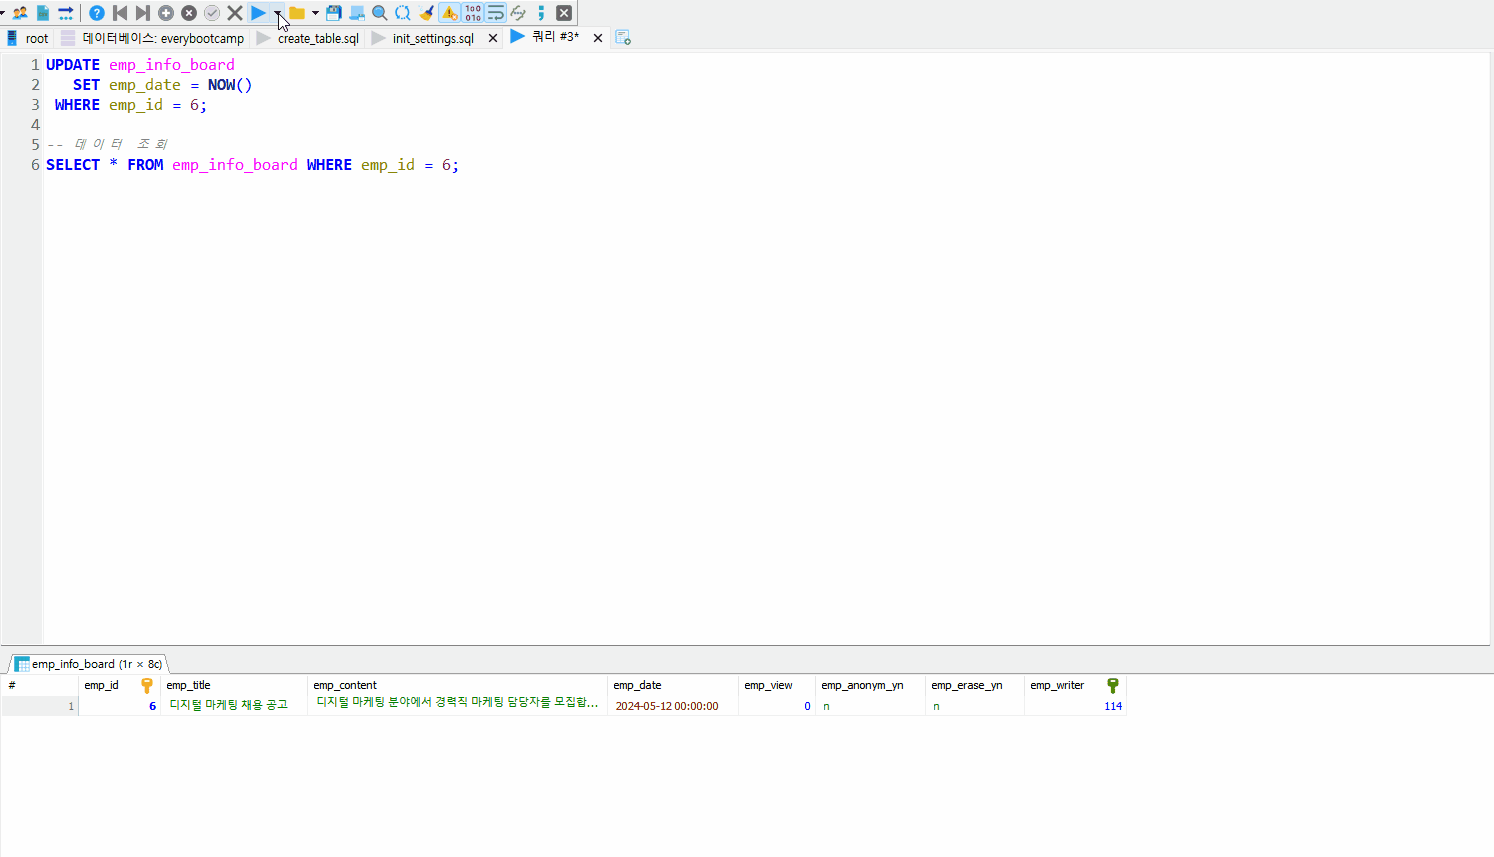 root 데이터베이스: everybootcamp create_table.sql init_settings.sql 쿼리 #3*
1 UPDATE emp_info_board
2 SET emp_date = NOW()
3 WHERE emp_id = 6;
4
5 -- 데이터 조회
6 SELECT * FROM emp_info_board WHERE emp_id = 6;
emp_info_board (1r × 8c)
# emp_id emp_title emp_content emp_date emp_view emp_anonym_yn emp_erase_yn emp_writer
1 6 디지털 마케팅 채용 공고 디지털 마케팅 분야에서 경력직 마케팅 담당자를 모집합... 2024-05-12 00:00:00 0 n n 114